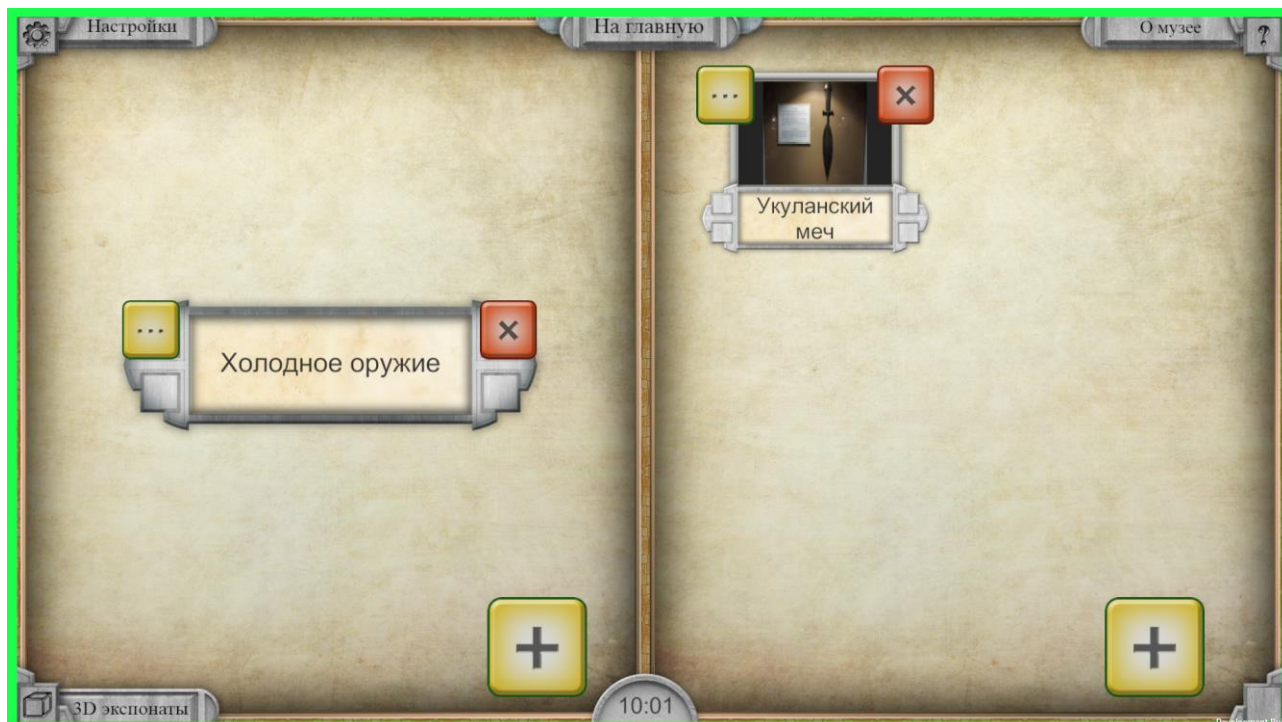 Настройки
На главную
О музее
?
...
×
Укуланский
меч
...
×
Холодное оружие
+
+
3D экспонаты
10:01